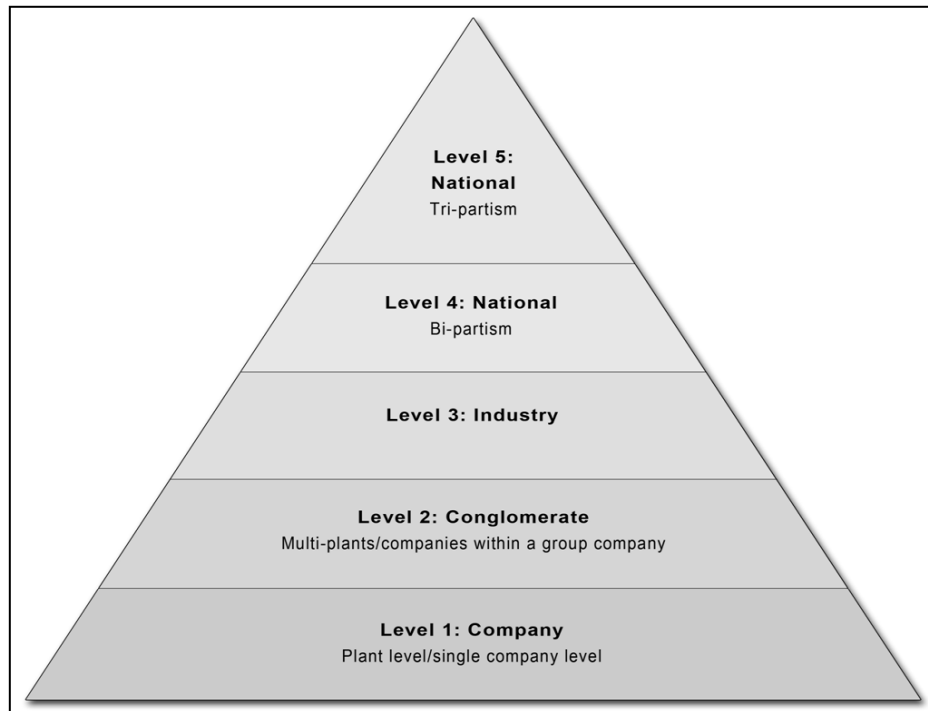 Level 5:
National
Tri-partism
Level 4: National
Bi-partism
Level 3: Industry
Level 2: Conglomerate
Multi-plants/companies within a group company
Level 1: Company
Plant level/single company level